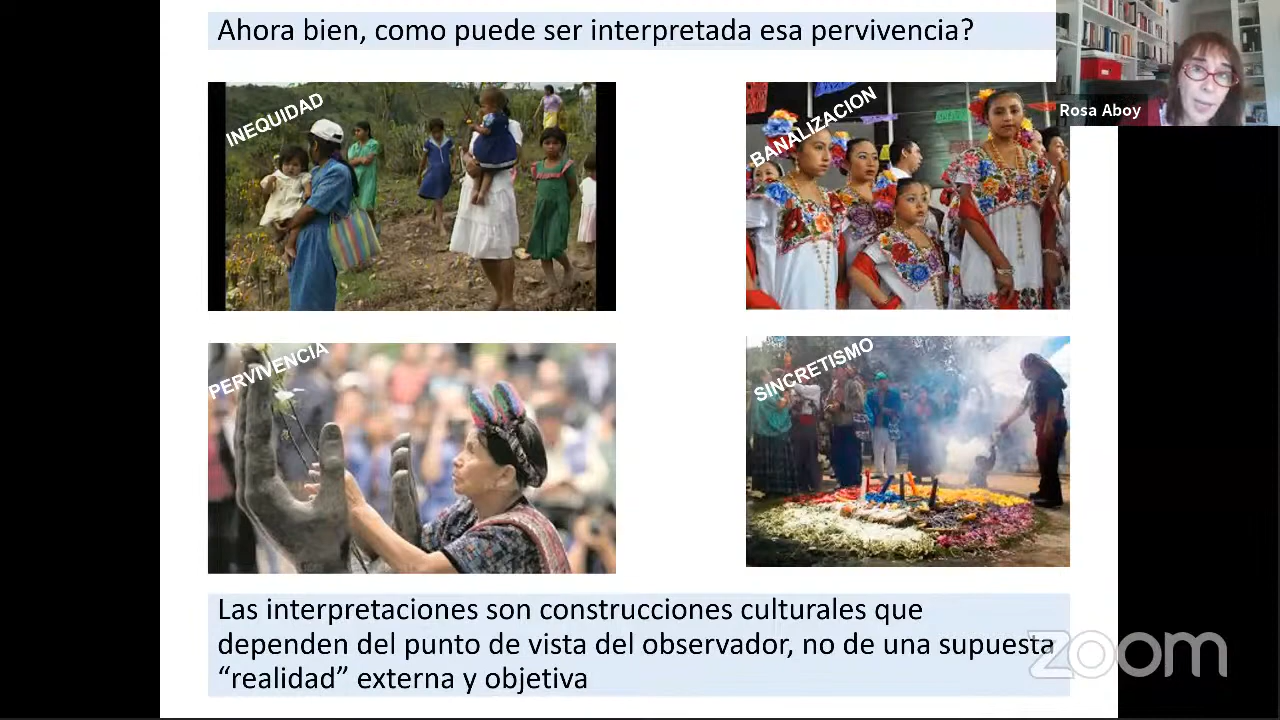 Ahora bien, como puede ser interpretada esa pervivencia?
Rosa Aboy
INEQUIDAD
BANALIZACION
PERVIVENCIA
SINCRETISMO
Las interpretaciones son construcciones culturales que
dependen del punto de vista del observador, no de una supuesta
“realidad” externa y objetiva
zoom